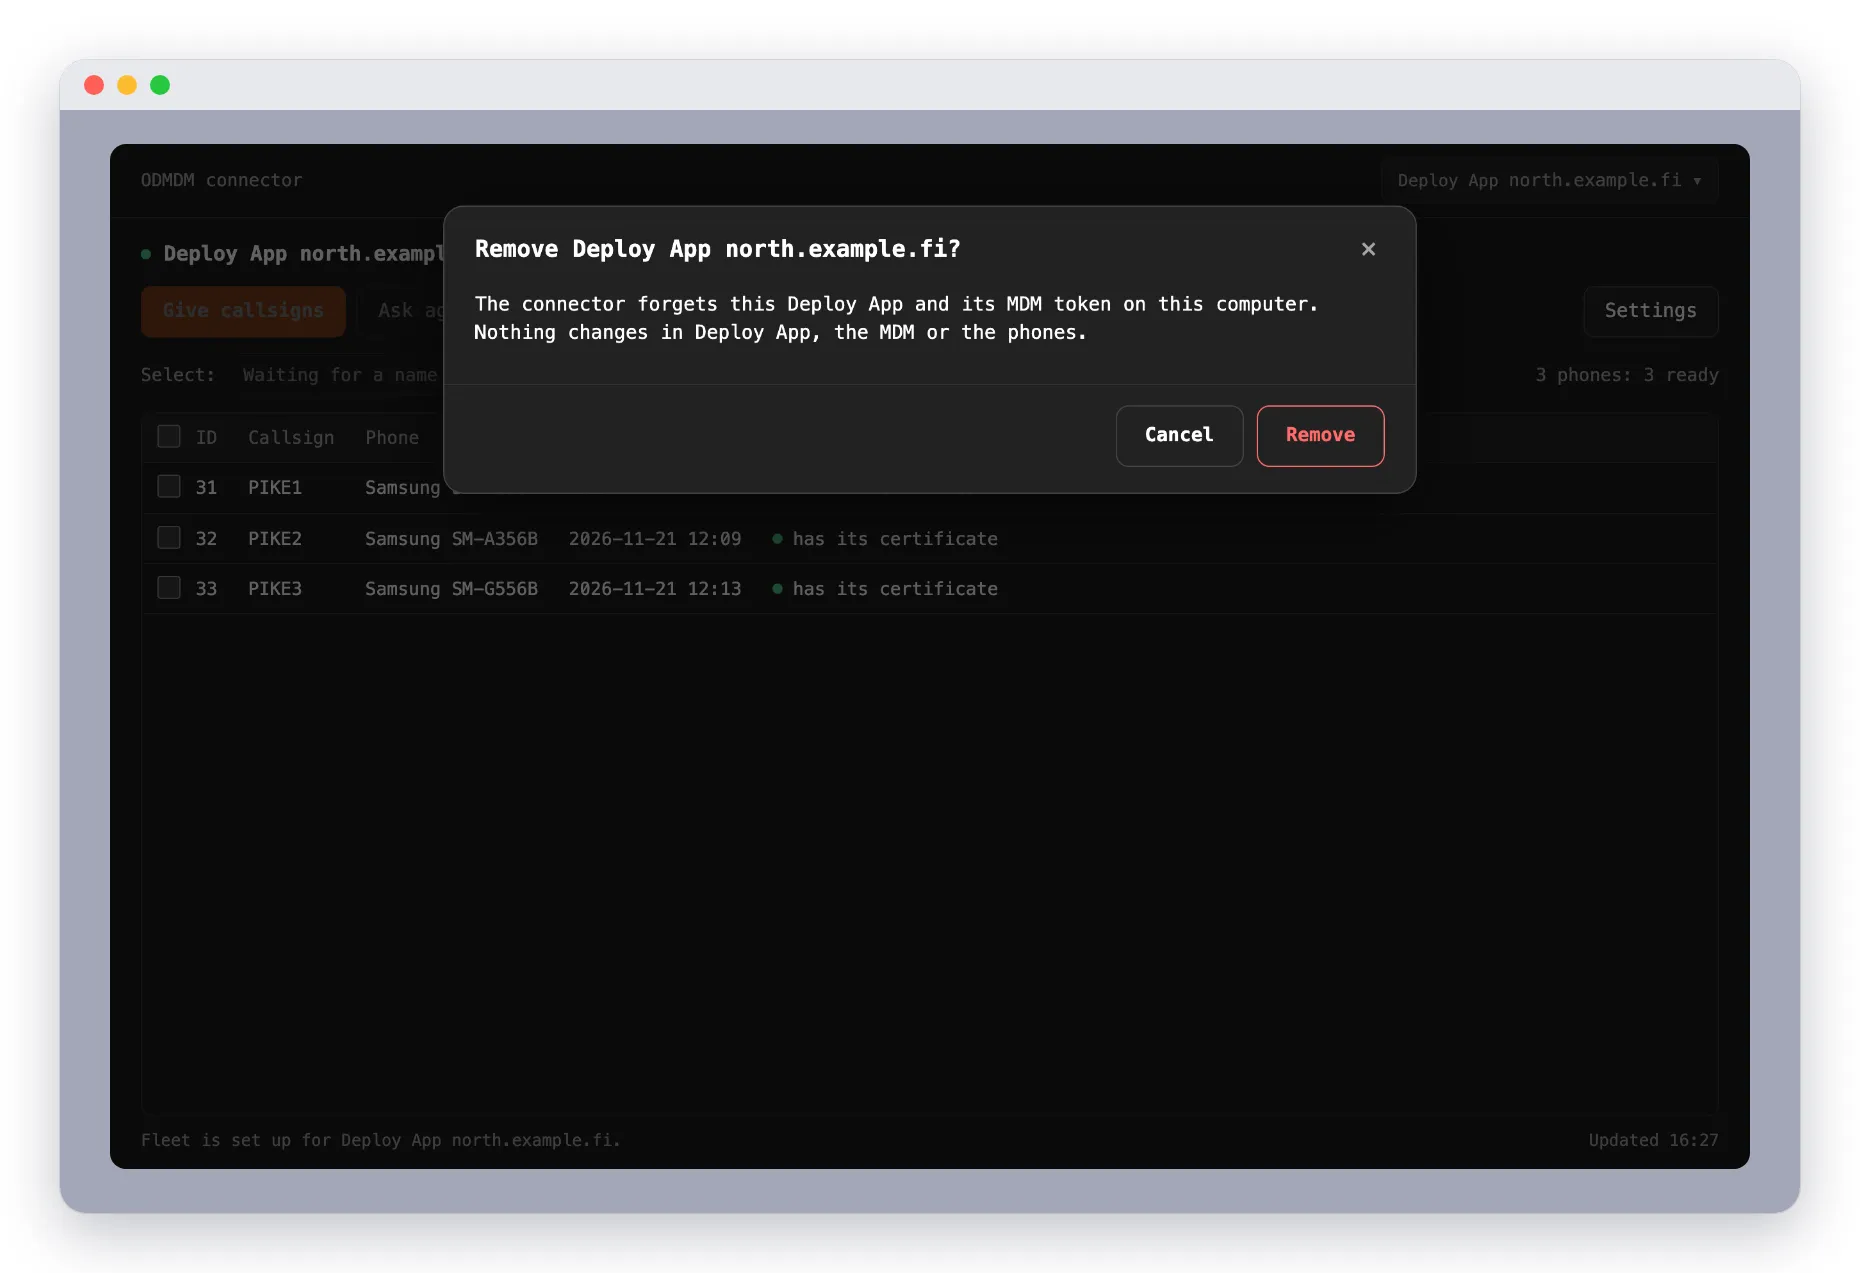 ODMDM connector
Deploy App north.example.fi ▾
Deploy App north.exampl
Remove Deploy App north.example.fi?
×
The connector forgets this Deploy App and its MDM token on this computer.
Nothing changes in Deploy App, the MDM or the phones.
Give callsigns
Ask
Settings
Select: Waiting for a name
3 phones: 3 ready
Cancel
Remove
ID Callsign Phone
31 PIKE1 Samsung
32 PIKE2 Samsung SM-A356B 2026-11-21 12:09 has its certificate
33 PIKE3 Samsung SM-G556B 2026-11-21 12:13 has its certificate
Fleet is set up for Deploy App north.example.fi.
Updated 16:27